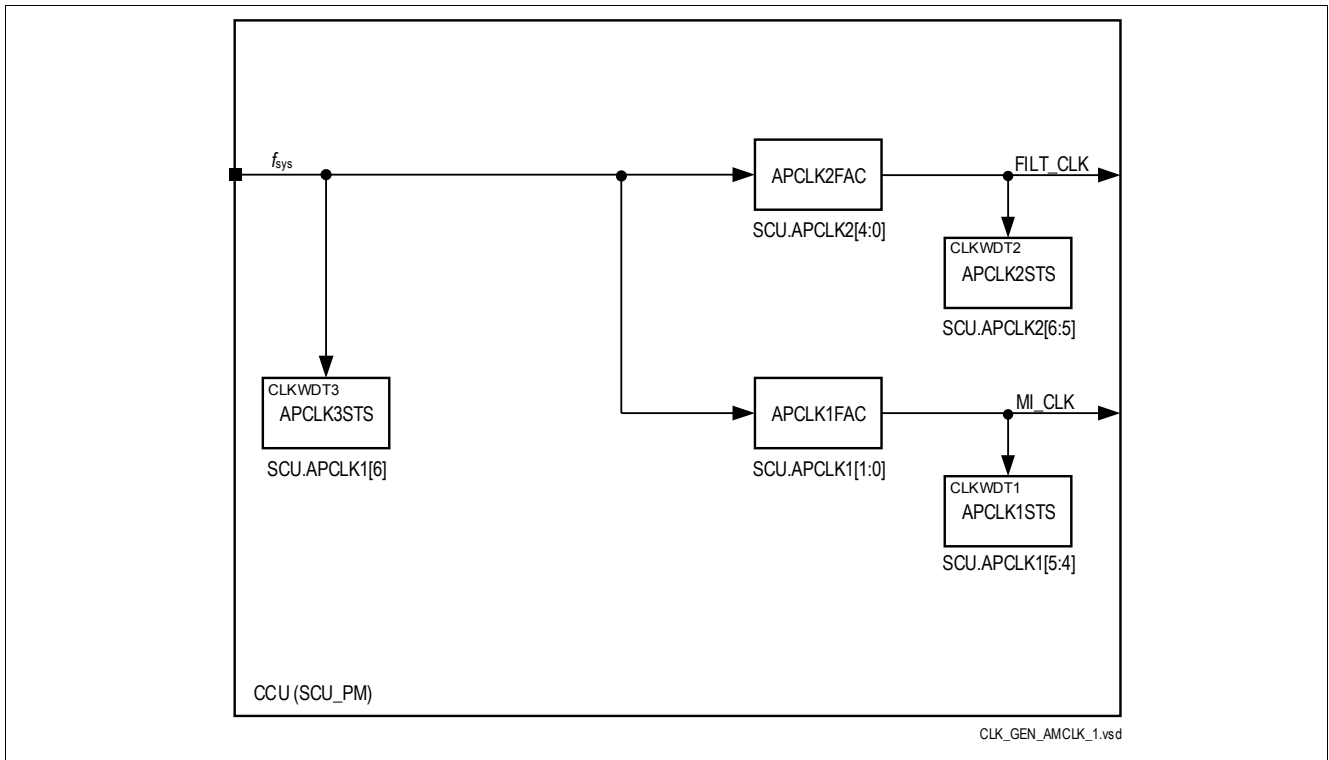 fsys
APCLK2FAC
FILT_CLK
SCU.APCLK2[4:0]
CLKWDT2
APCLK2STS
SCU.APCLK2[6:5]
CLKWDT3
APCLK3STS
SCU.APCLK1[6]
APCLK1FAC
MI_CLK
SCU.APCLK1[1:0]
CLKWDT1
APCLK1STS
SCU.APCLK1[5:4]
CCU (SCU_PM)
CLK_GEN_AMCLK_1.vsd